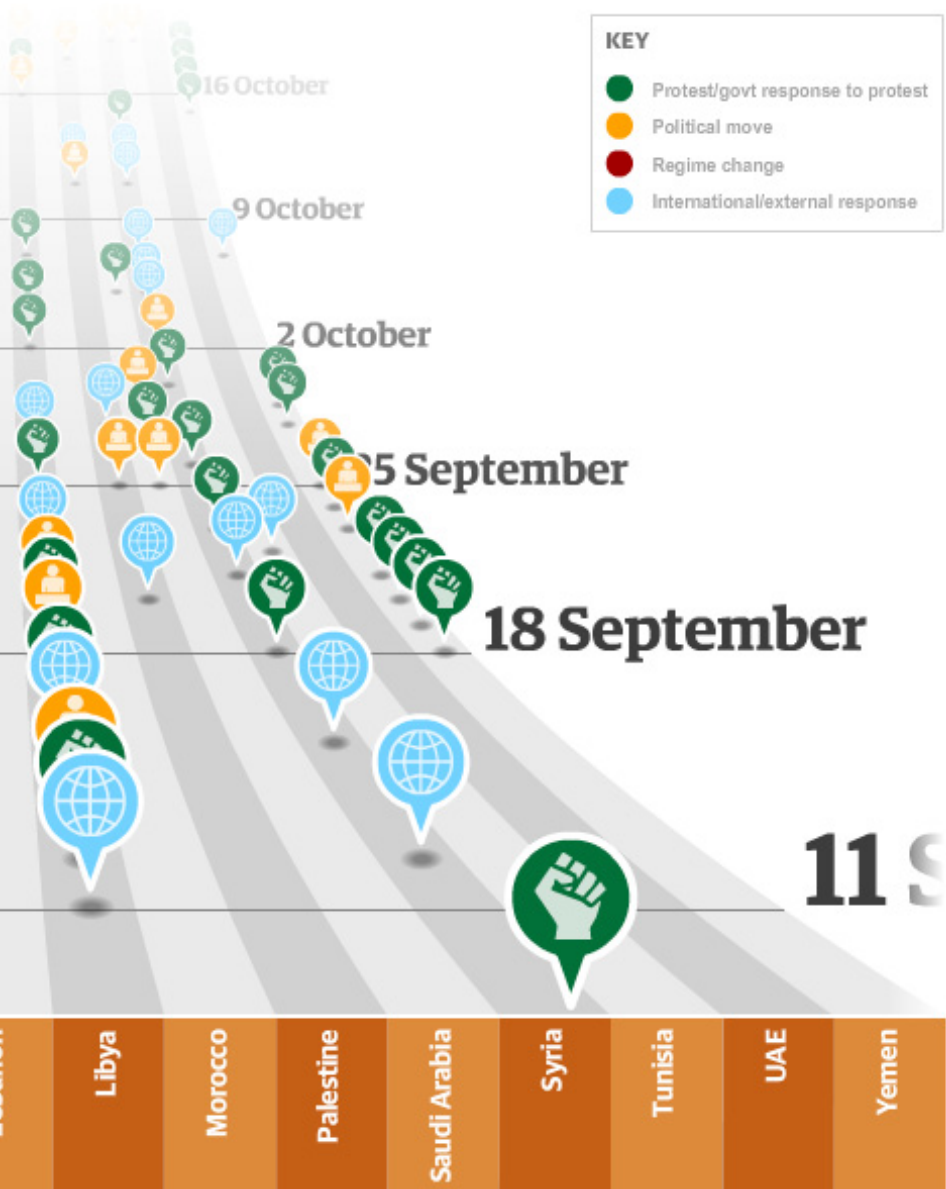 KEY
Protest/govt response to protest
Political move
Regime change
International/external response
16 October
9 October
2 October
25 September
18 September
11 S
Libya
Morocco
Palestine
Saudi Arabia
Syria
Tunisia
UAE
Yemen